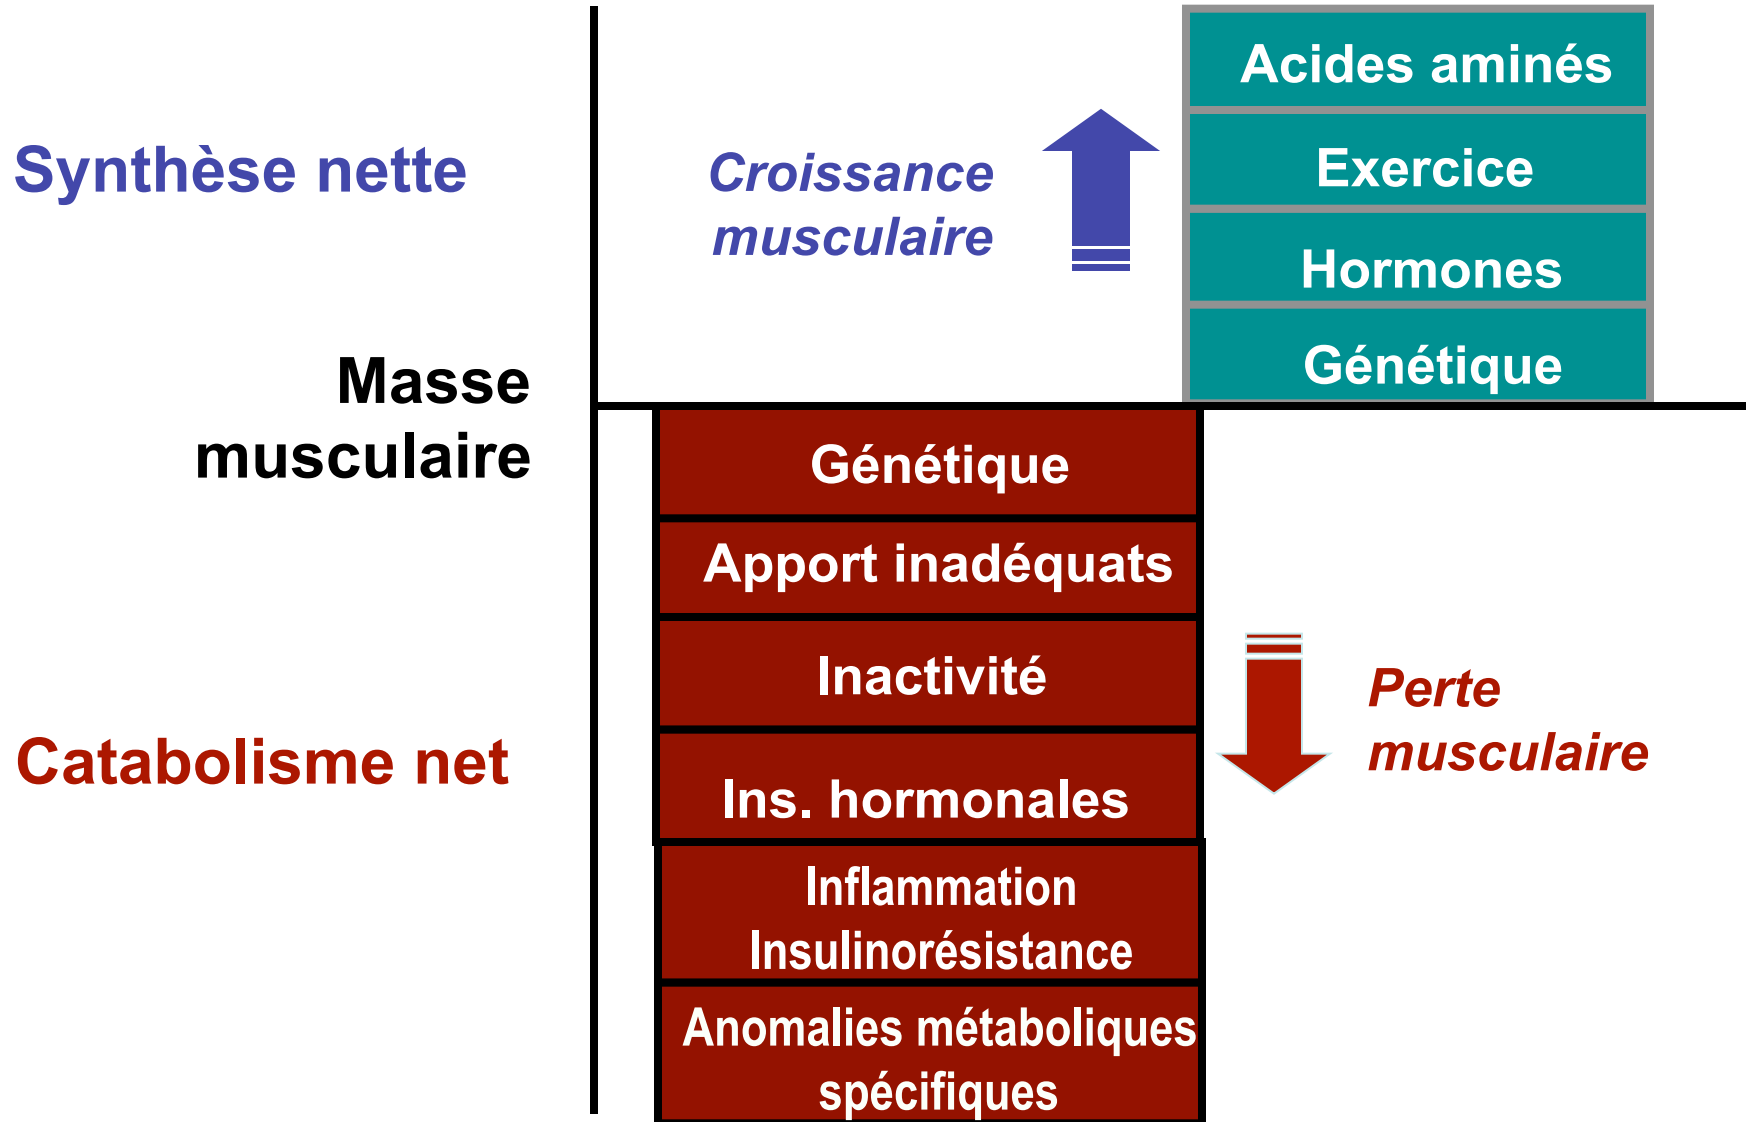 Acides aminés
Synthèse nette
Croissance
musculaire
Exercice
Hormones
Génétique
Masse
musculaire
Génétique
Apport inadéquats
Inactivité
Perte
musculaire
Catabolisme net
Ins. hormonales
Inflammation
Insulinorésistance
Anomalies métaboliques
spécifiques